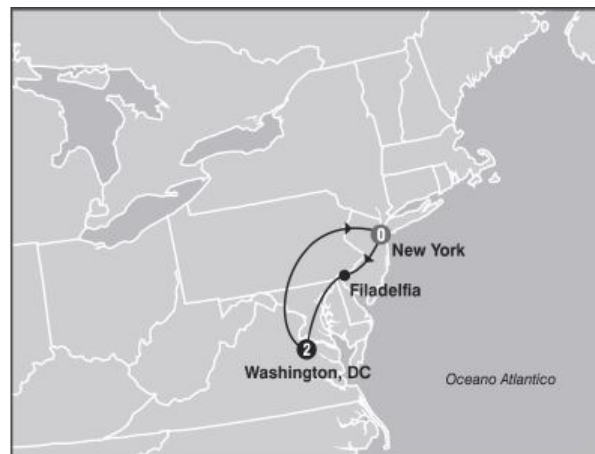 0
New York
Filadelfia
2
Washington, DC
Oceano Atlantico